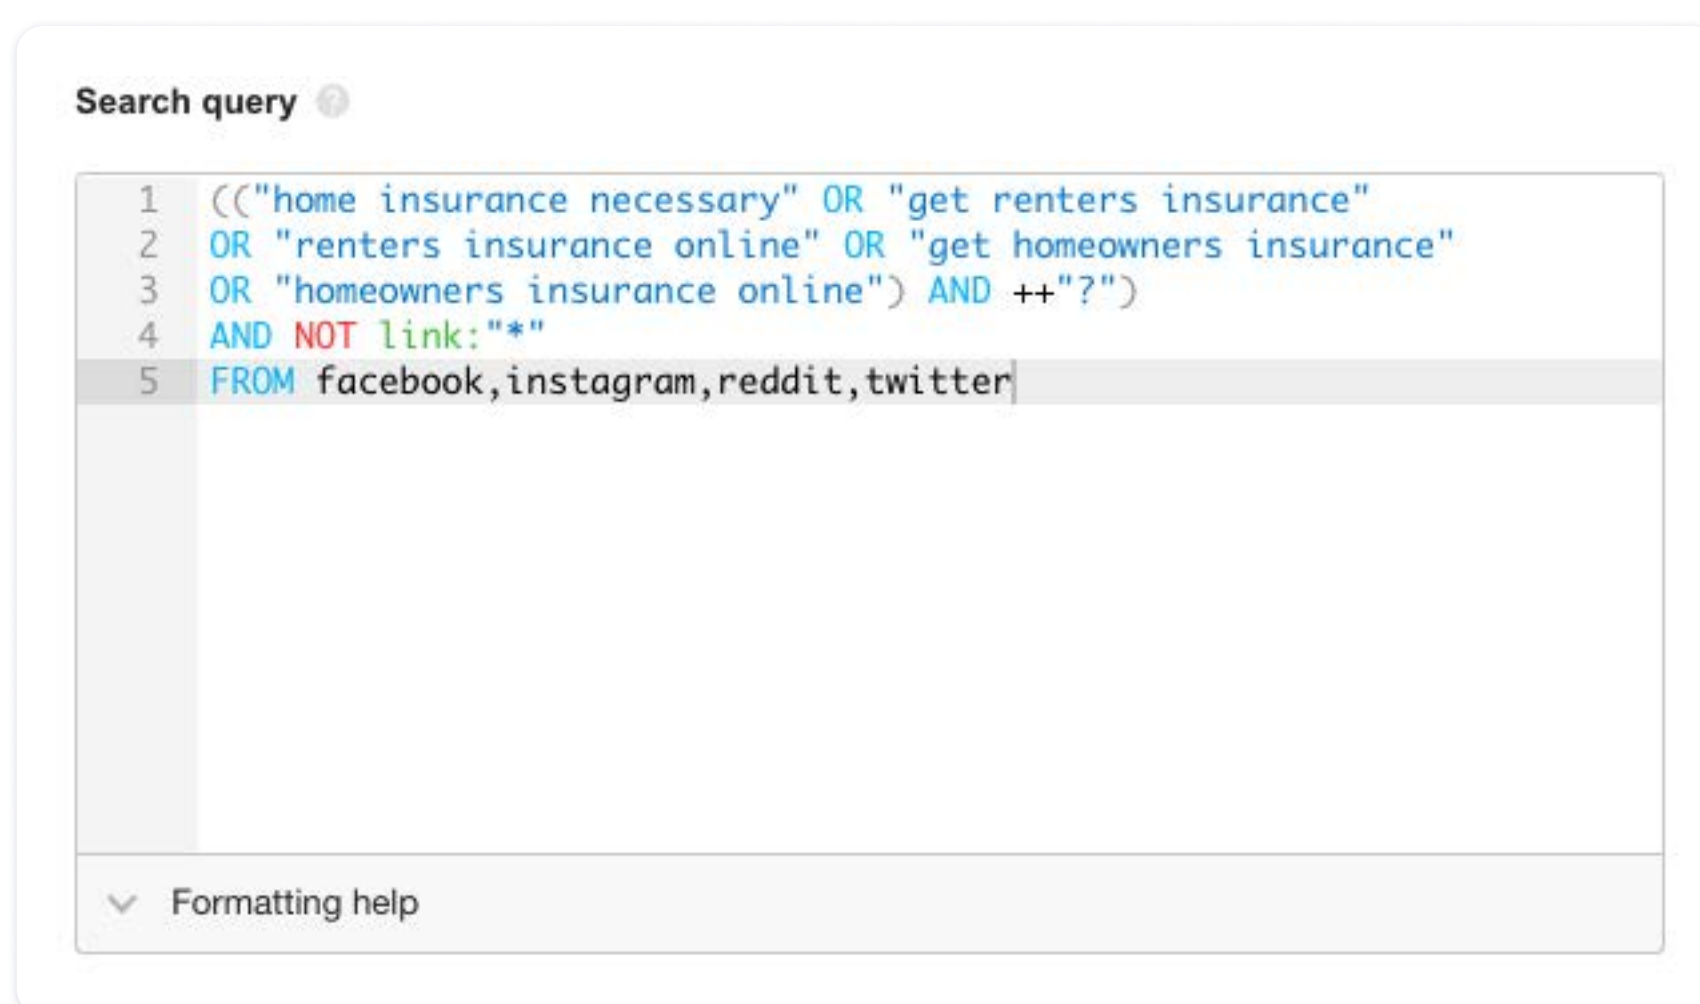 Search query ?
1 (("home insurance necessary" OR "get renters insurance"
2 OR "renters insurance online" OR "get homeowners insurance"
3 OR "homeowners insurance online") AND ++"?")
4 AND NOT link:"*"
5 FROM facebook,instagram,reddit,twitter
Formatting help